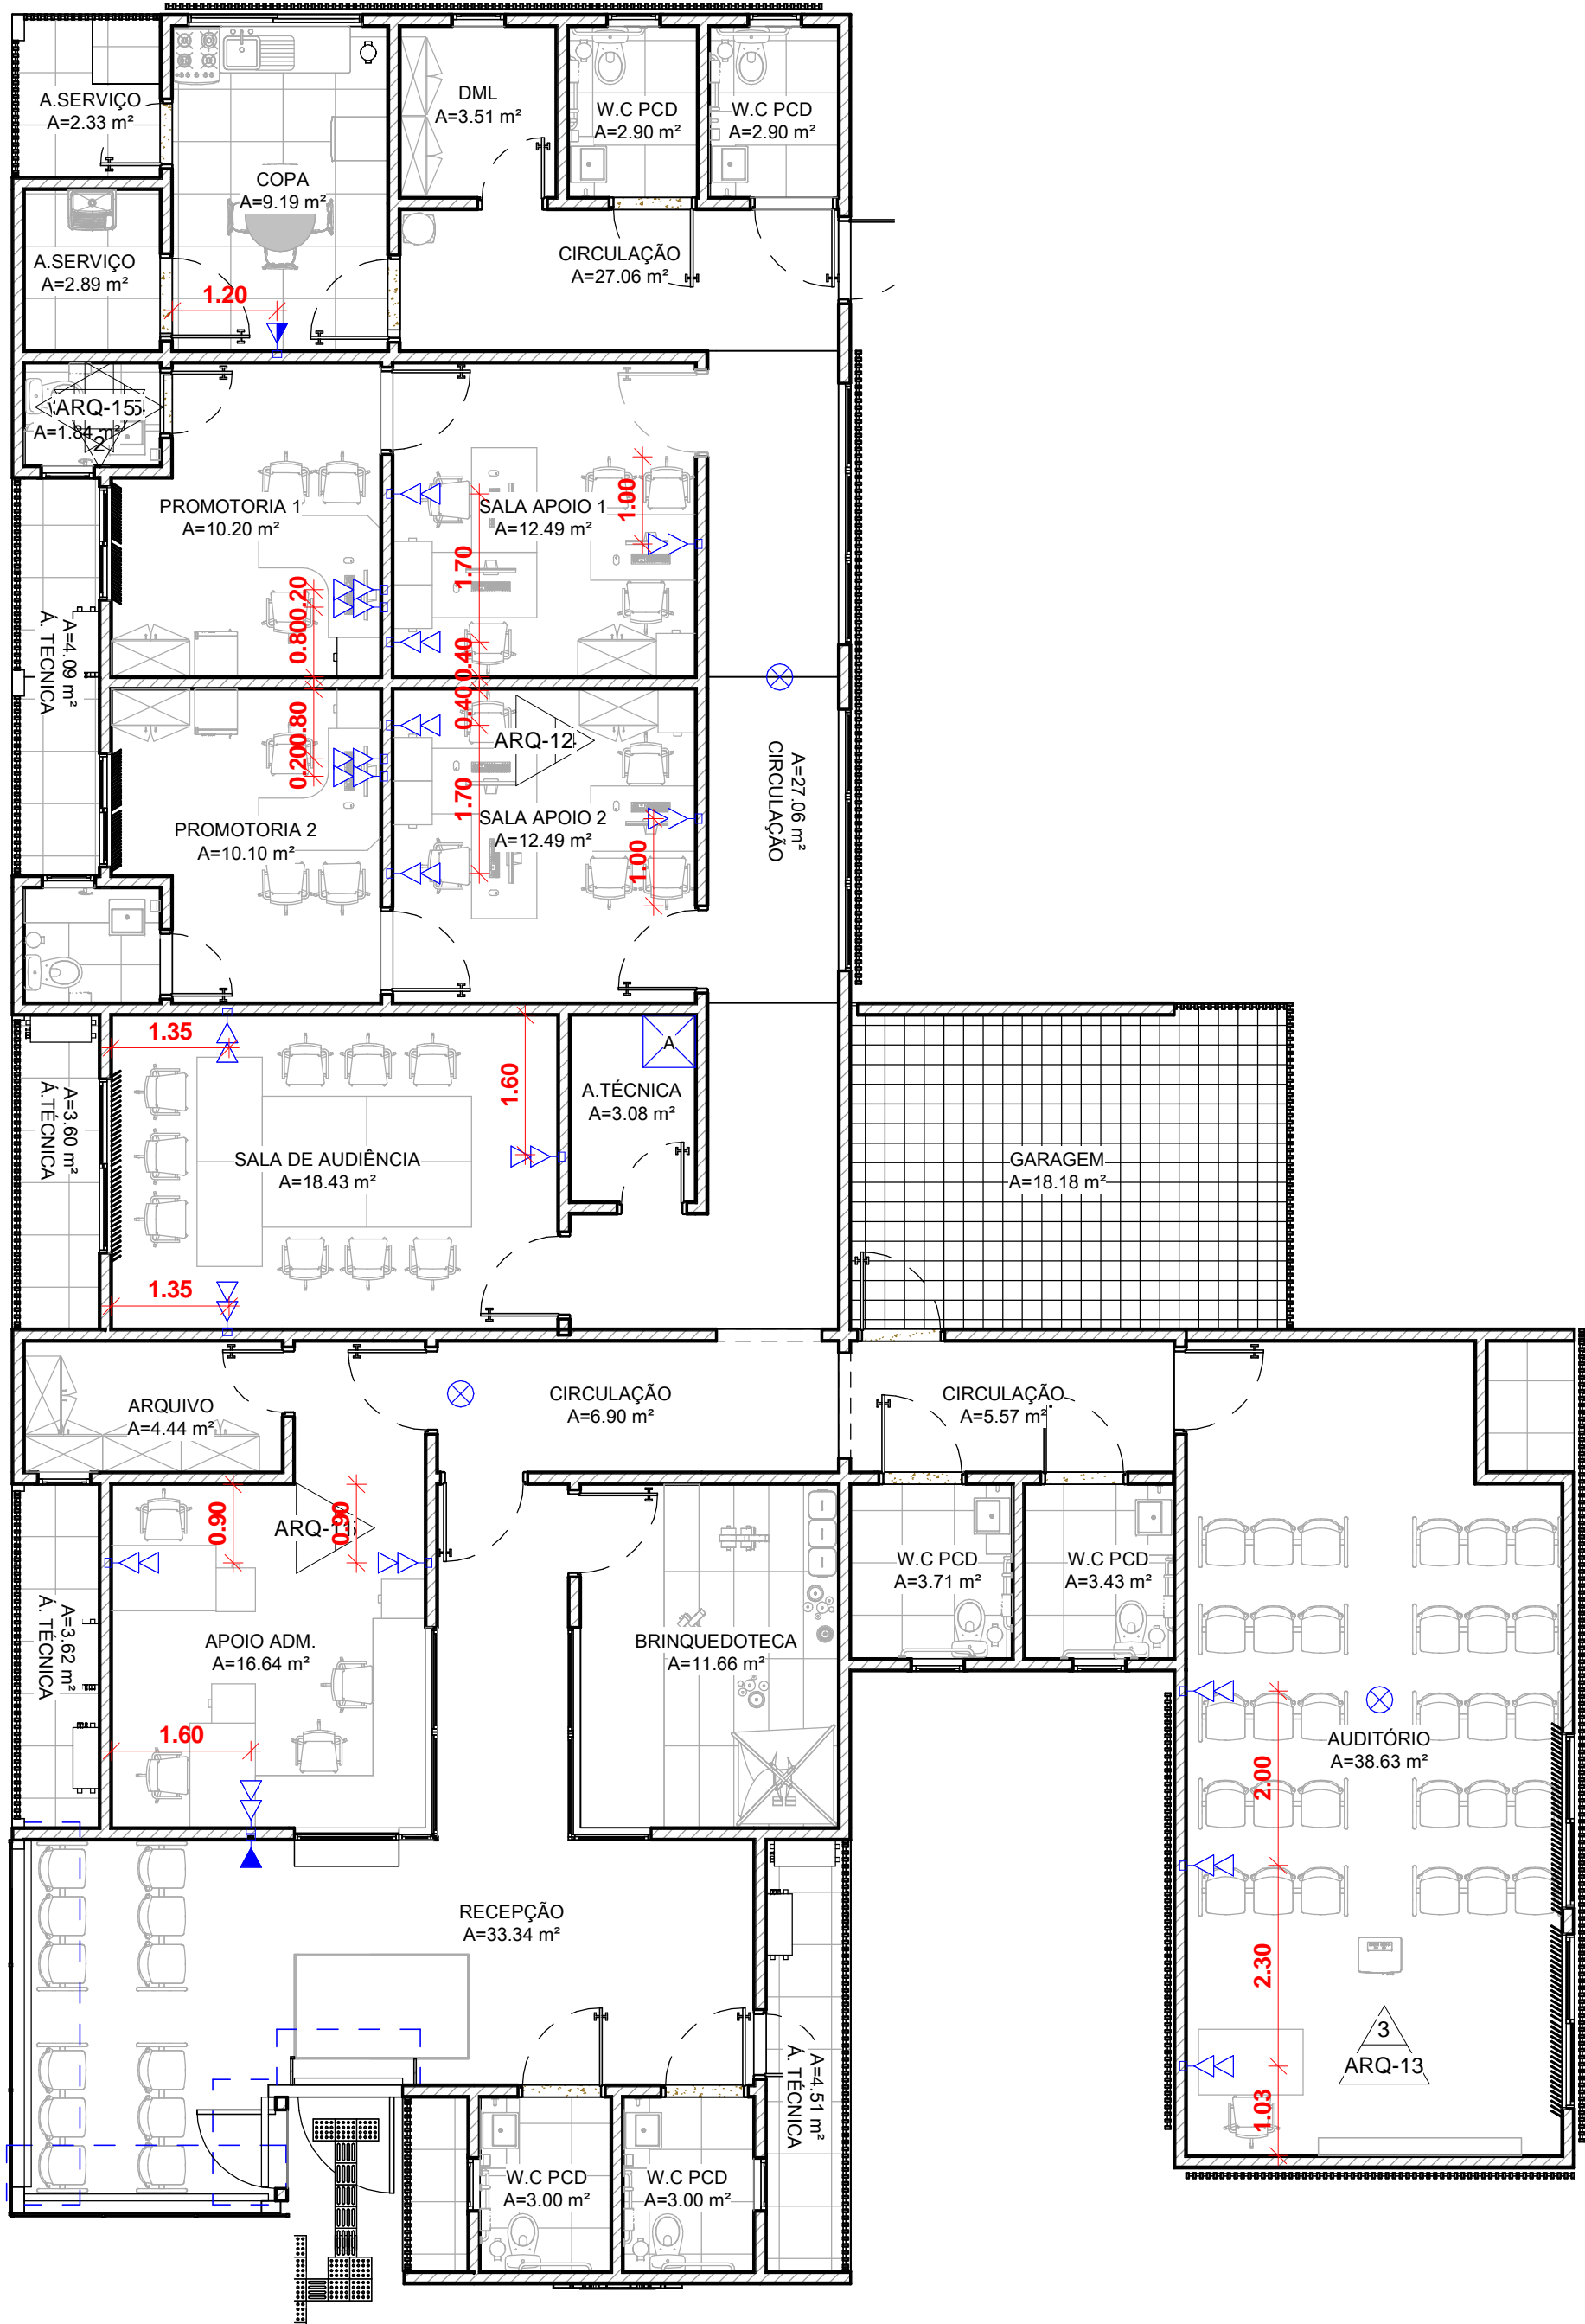 A.SERVIÇO
A=2.33 m²
COPA
A=9.19 m²
DML
A=3.51 m²
W.C PCD
A=2.90 m²
W.C PCD
A=2.90 m²
A.SERVIÇO
A=2.89 m²
1.20
CIRCULAÇÃO
A=27.06 m²
A=1.84 m²
2
PROMOTORIA 1
A=10.20 m²
SALA APOIO 1
A=12.49 m²
1.00
1.70
0.20
0.80
0.40
A=4.09 m²
Á. TECNICA
0.40
0.80
0.20
ARQ-12
1.70
PROMOTORIA 2
A=10.10 m²
SALA APOIO 2
A=12.49 m²
1.00
A=27.06 m²
CIRCULAÇÃO
1.35
1.60
A
A.TÉCNICA
A=3.08 m²
A=3.60 m²
Á.TÉCNICA
SALA DE AUDIÊNCIA
A=18.43 m²
GARAGEM
A=18.18 m²
1.35
ARQUIVO
A=4.44 m²
CIRCULAÇÃO
A=6.90 m²
CIRCULAÇÃO
A=5.57 m²
0.90
0.90
W.C PCD
A=3.71 m²
W.C PCD
A=3.43 m²
A=3.62 m²
Á. TÉCNICA
APOIO ADM.
A=16.64 m²
BRINQUEDOTECA
A=11.66 m²
1.60
AUDITÓRIO
A=38.63 m²
2.00
RECEPÇÃO
A=33.34 m²
2.30
3
ARQ-13
A=4.51 m²
Á. TÉCNICA
1.03
W.C PCD
A=3.00 m²
W.C PCD
A=3.00 m²